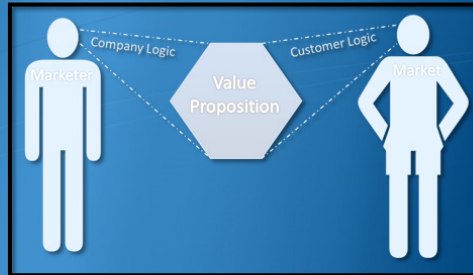 Company Logic
Customer Logic
Marketer
Market
Value
Proposition